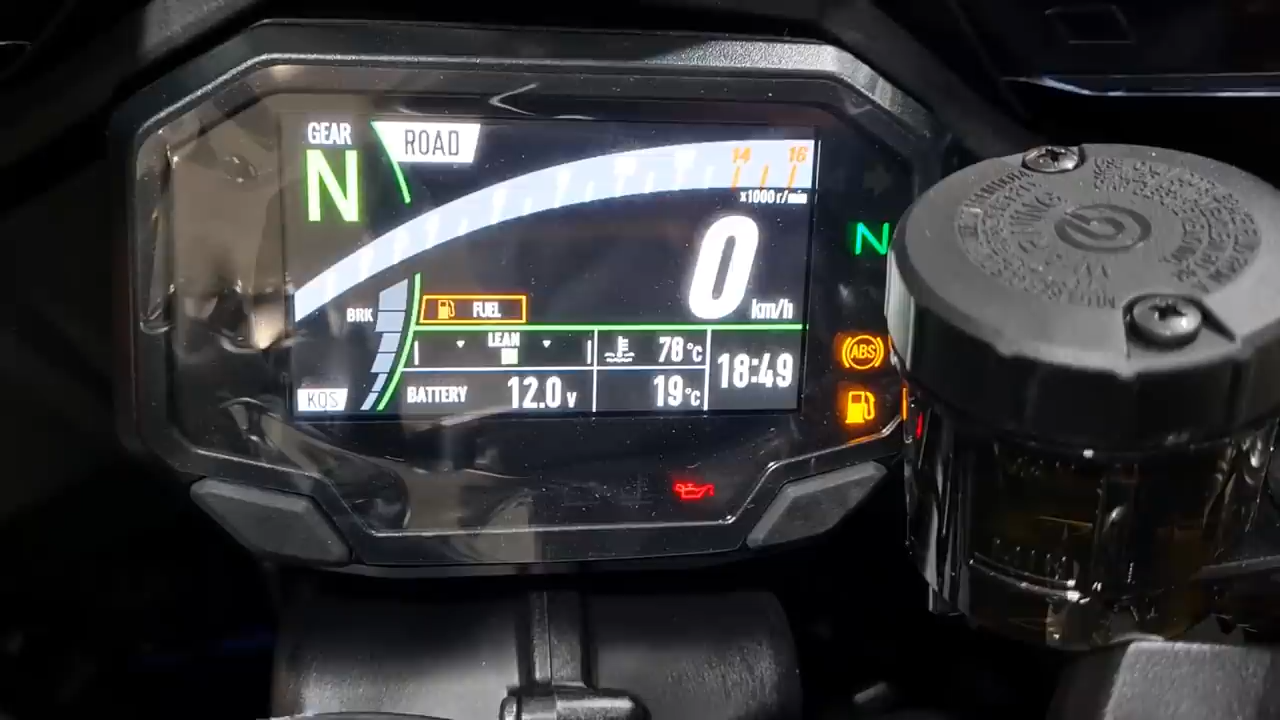 GEAR
N
ROAD
14 16
x1000 r/min
0
km/h
N
BRK
FUEL
LEAN
78°C
ABS
BATTERY 12.0 V
19°C
18:49
KQS